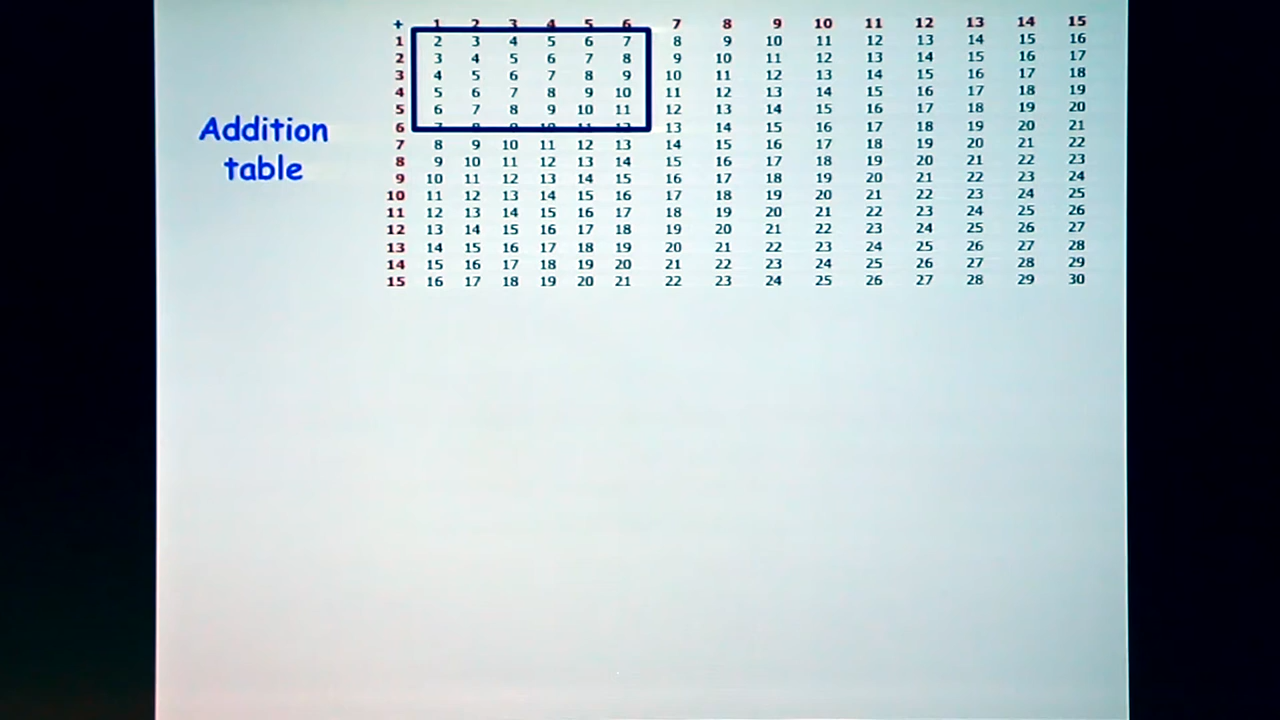 + 1 2 3 4 5 6 7 8 9 10 11 12 13 14 15
1 2 3 4 5 6 7 8 9 10 11 12 13 14 15 16
2 3 4 5 6 7 8 9 10 11 12 13 14 15 16 17
3 4 5 6 7 8 9 10 11 12 13 14 15 16 17 18
4 5 6 7 8 9 10 11 12 13 14 15 16 17 18 19
5 6 7 8 9 10 11 12 13 14 15 16 17 18 19 20
6 7 8 9 10 11 12 13 14 15 16 17 18 19 20 21
7 8 9 10 11 12 13 14 15 16 17 18 19 20 21 22
8 9 10 11 12 13 14 15 16 17 18 19 20 21 22 23
9 10 11 12 13 14 15 16 17 18 19 20 21 22 23 24
10 11 12 13 14 15 16 17 18 19 20 21 22 23 24 25
11 12 13 14 15 16 17 18 19 20 21 22 23 24 25 26
12 13 14 15 16 17 18 19 20 21 22 23 24 25 26 27
13 14 15 16 17 18 19 20 21 22 23 24 25 26 27 28
14 15 16 17 18 19 20 21 22 23 24 25 26 27 28 29
15 16 17 18 19 20 21 22 23 24 25 26 27 28 29 30
Addition
table